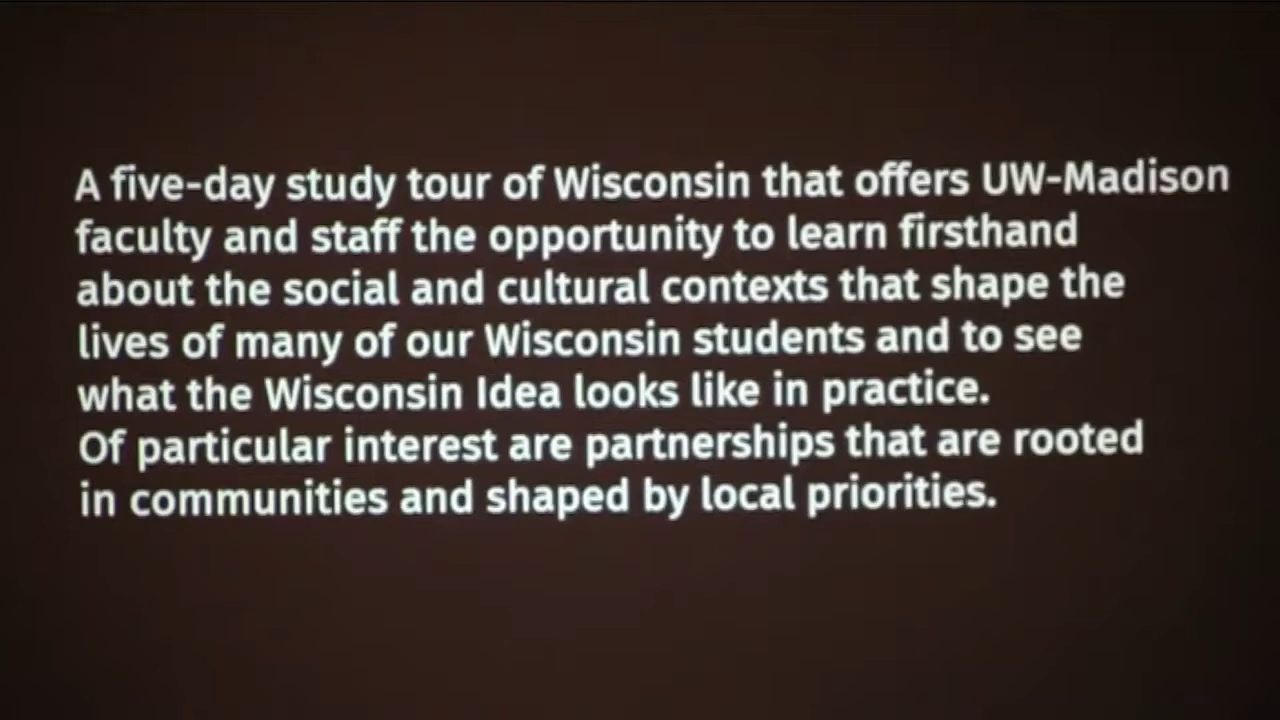 A five-day study tour of Wisconsin that offers UW-Madison
faculty and staff the opportunity to learn firsthand
about the social and cultural contexts that shape the
lives of many of our Wisconsin students and to see
what the Wisconsin Idea looks like in practice.
Of particular interest are partnerships that are rooted
in communities and shaped by local priorities.